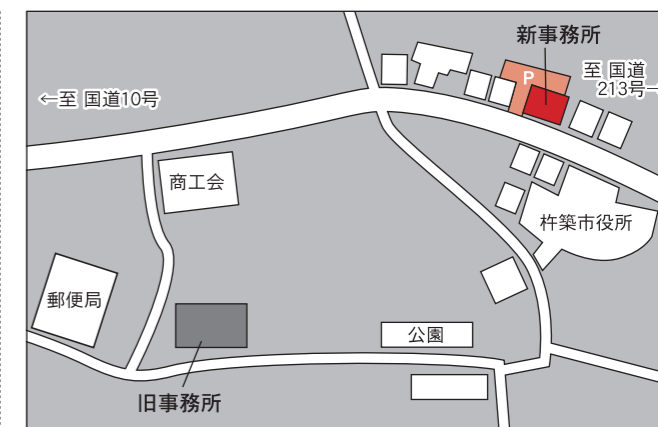 新事務所
P
至 国道
213号→
←至 国道10号
商工会
杵築市役所
郵便局
公園
旧事務所